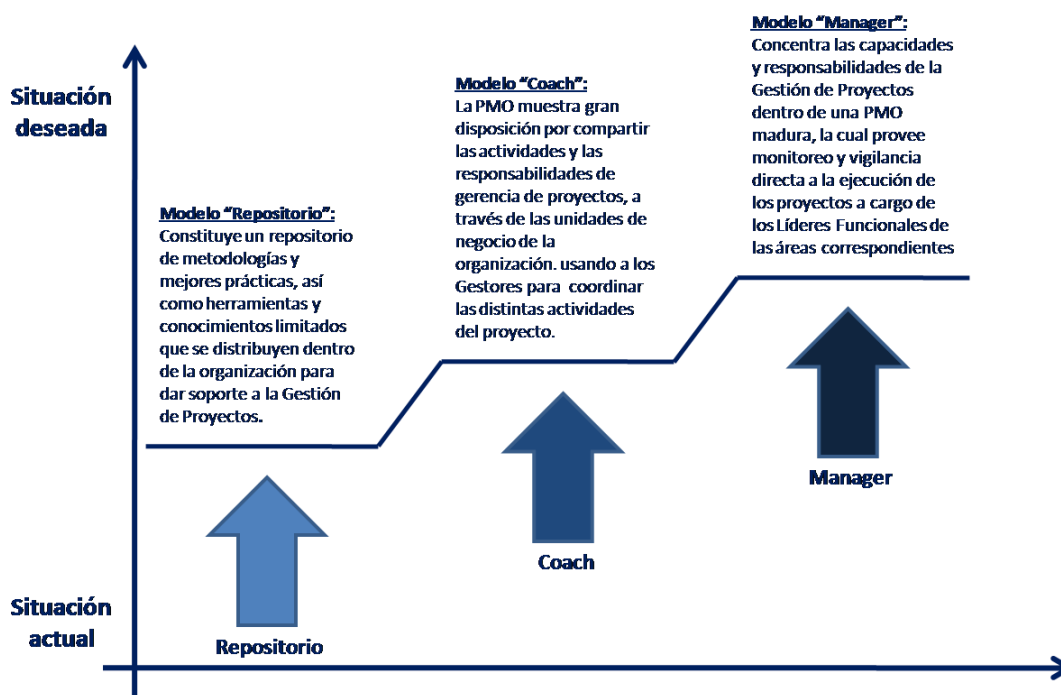 Situación
deseada
Modelo “Repositorio”:
Constituye un repositorio
de metodologías y
mejores prácticas, así
como herramientas y
conocimientos limitados
que se distribuyen dentro
de la organización para
dar soporte a la Gestión
de Proyectos.
Modelo “Coach”:
La PMO muestra gran
disposición por compartir
las actividades y las
responsabilidades de
gerencia de proyectos, a
través de las unidades de
negocio de la
organización. usando a los
Gestores para coordinar
las distintas actividades
del proyecto.
Modelo “Manager”:
Concentra las capacidades
y responsabilidades de la
Gestión de Proyectos
dentro de una PMO
madura, la cual provee
monitoreo y vigilancia
directa a la ejecución de
los proyectos a cargo de
los Líderes Funcionales de
las áreas correspondientes
Repositorio
Coach
Manager
Situación
actual